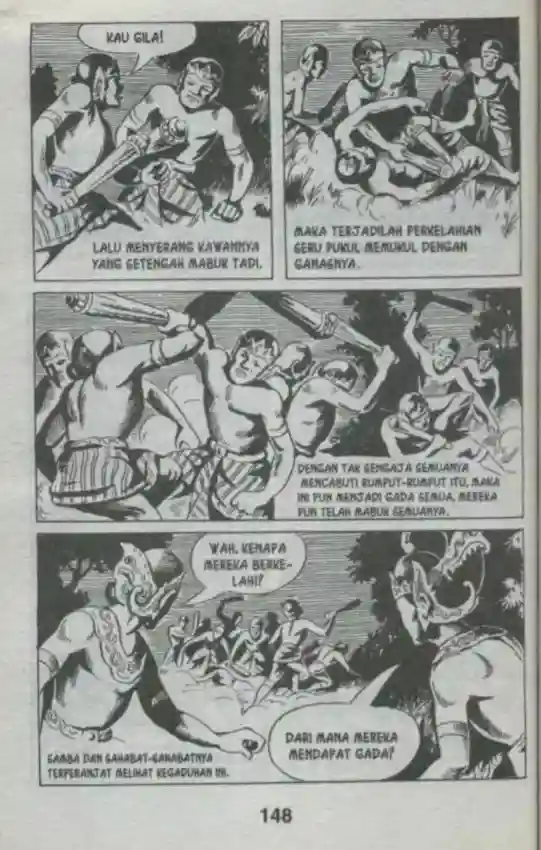 KAU GILA!
LALU MENYERANG KAWANNYA
YANG SETENGAH MABUK TADI.
MAKA TERJADILAH PERKELAHIAN
SERU PUKUL MEMUKUL DENGAN
GANASNYA.
DENGAN TAK SENGAJA SEMUANYA
MENCABUTI RUMPUT-RUMPUT ITU, MAKA
INI PUN MENJADI GADA SEMUA, MEREKA
PUN TELAH MABUK SEMUANYA.
WAH, KENAPA
MEREKA BERKE-
LAHI?
SAMBA DAN SAHABAT-SAHABATNYA
TERPERANJAT MELIHAT KEGADUHAN INI.
DARI MANA MEREKA
MENDAPAT GADA?
148